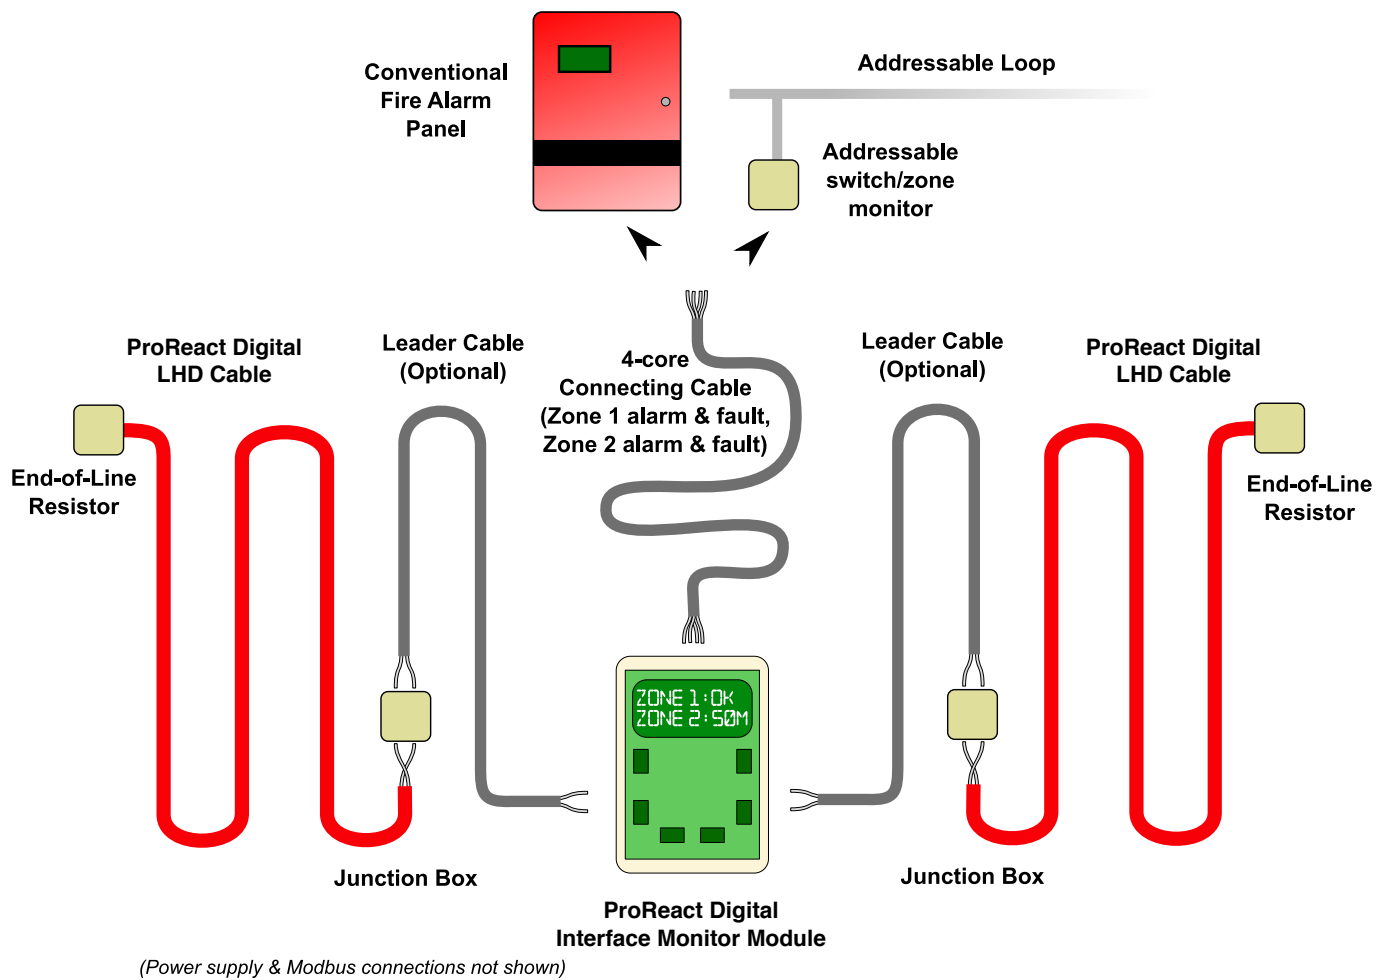 Conventional
Fire Alarm
Panel
Addressable Loop
Addressable
switch/zone
monitor
ProReact Digital
LHD Cable
Leader Cable
(Optional)
4-core
Connecting Cable
(Zone 1 alarm & fault,
Zone 2 alarm & fault)
Leader Cable
(Optional)
ProReact Digital
LHD Cable
End-of-Line
Resistor
End-of-Line
Resistor
ZONE 1:OK
ZONE 2:50M
Junction Box
Junction Box
ProReact Digital
Interface Monitor Module
(Power supply & Modbus connections not shown)